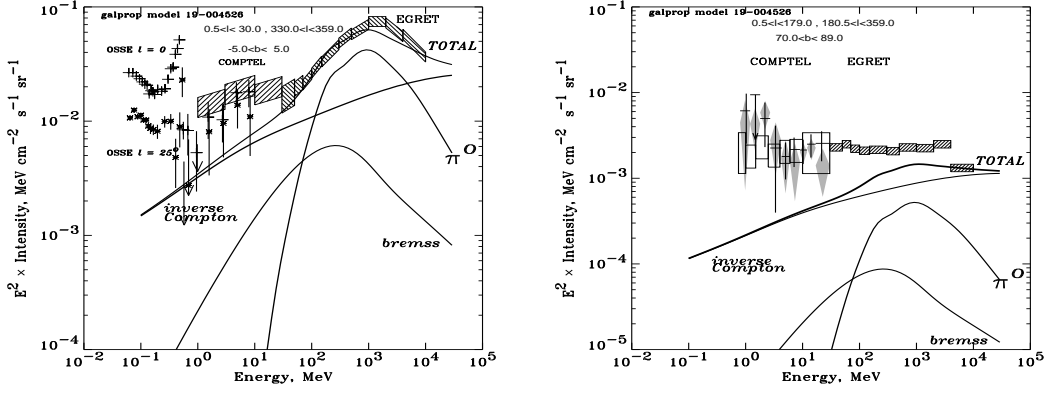 galprop model 19-004526
0.5<l< 30.0 , 330.0<l<359.0
-5.0<b< 5.0
COMPTEL
EGRET
TOTAL
OSSE l = 0
OSSE l = 25
inverse
Compton
π O
bremss
10⁻¹
10⁻²
10⁻³
10⁻⁴
10⁻² 10⁻¹ 10⁰ 10¹ 10² 10³ 10⁴ 10⁵
Energy, MeV
E² × Intensity, MeV cm⁻² s⁻¹ sr⁻¹
galprop model 19-004526
0.5<l<179.0 , 180.5<l<359.0
70.0<b< 89.0
COMPTEL EGRET
TOTAL
inverse
Compton
π O
bremss
10⁻¹
10⁻²
10⁻³
10⁻⁴
10⁻⁵
10⁻² 10⁻¹ 10⁰ 10¹ 10² 10³ 10⁴ 10⁵
Energy, MeV
E² × Intensity, MeV cm⁻² s⁻¹ sr⁻¹